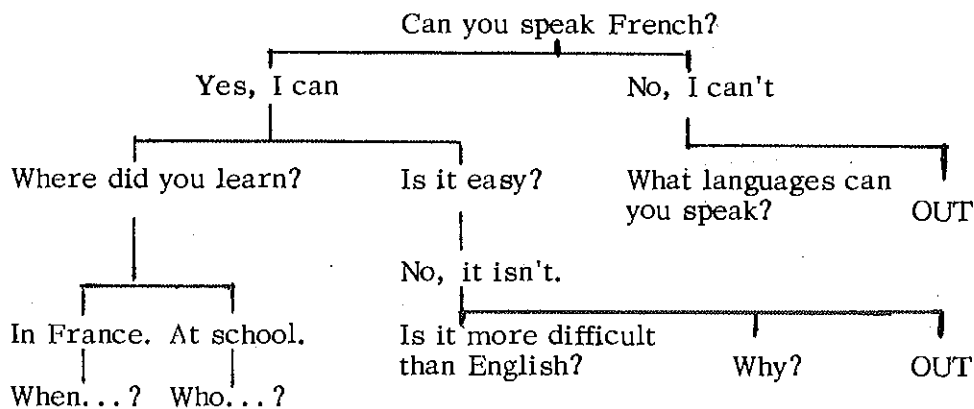 Can you speak French?
Yes, I can No, I can't
Where did you learn? Is it easy? What languages can
you speak? OUT
No, it isn't.
In France. At school. Is it more difficult
than English? Why? OUT
When...? Who...?